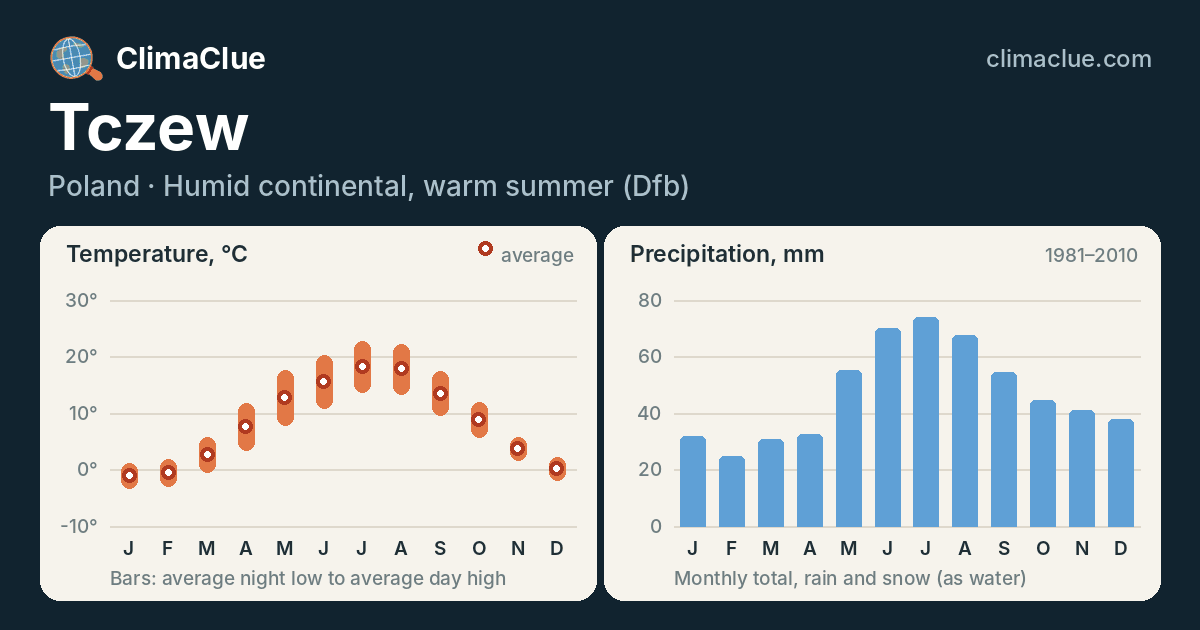 ClimaClue
climaclue.com
Tczew
Poland · Humid continental, warm summer (Dfb)
Temperature, °C
average
30°
20°
10°
0°
-10°
J F M A M J J A S O N D
Bars: average night low to average day high
Precipitation, mm
1981–2010
80
60
40
20
0
J F M A M J J A S O N D
Monthly total, rain and snow (as water)